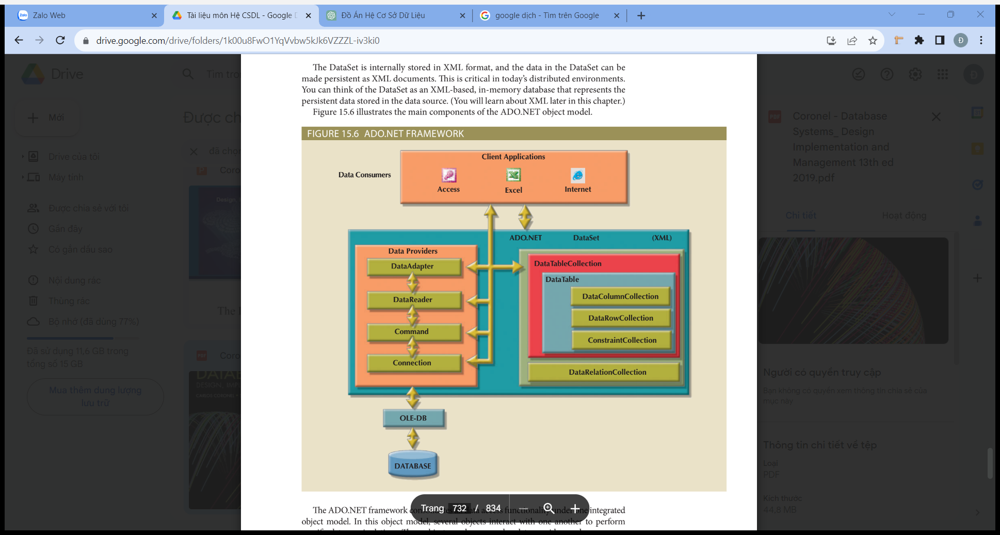 Zalo Web
Tài liệu môn Hệ CSDL - Google D
Đồ Án Hệ Cơ Sở Dữ Liệu
google dịch - Tìm trên Google
drive.google.com/drive/folders/1k00u8FwO1YqVvbw5kJk6VZZZL-iv3ki0
Đ
Drive
Tìm tro
Đ
Mới
Được ch
Drive của tôi
đã chọn
Máy tính
Coro
Được chia sẻ với tôi
Gần đây
Design,
Có gắn dấu sao
Nội dung rác
Thùng rác
The
Bộ nhớ (đã dùng 77%)
Đã sử dụng 11,6 GB trong
tổng số 15 GB
PDF
Coro
DATABA
DESIGN, IMPL
CARLOS CORONEL •
Mua thêm dung lượng
lưu trữ
The DataSet is internally stored in XML format, and the data in the DataSet can be
made persistent as XML documents. This is critical in today's distributed environments.
You can think of the DataSet as an XML-based, in-memory database that represents the
persistent data stored in the data source. (You will learn about XML later in this chapter.)
Figure 15.6 illustrates the main components of the ADO.NET object model.
FIGURE 15.6 ADO.NET FRAMEWORK
Client Applications
Data Consumers
Access
Excel
Internet
ADO.NET
DataSet
(XML)
Data Providers
DataAdapter
DataReader
Command
Connection
DataTableCollection
DataTable
DataColumnCollection
DataRowCollection
ConstraintCollection
DataRelationCollection
OLE-DB
DATABASE
Trang 732 / 834
The ADO.NET framework consolidates all data access functionality under one integrated
object model. In this object model, several objects interact with one another to perform
PDF
Coronel - Database
Systems_ Design
Implementation and
Management 13th ed
2019.pdf
31
Chi tiết
Hoạt động
Người có quyền truy cập
Bạn không có quyền xem thông tin chia sẻ của
mục này
Thông tin chi tiết về tệp
Loại
PDF
Kích thước
44,8 MB